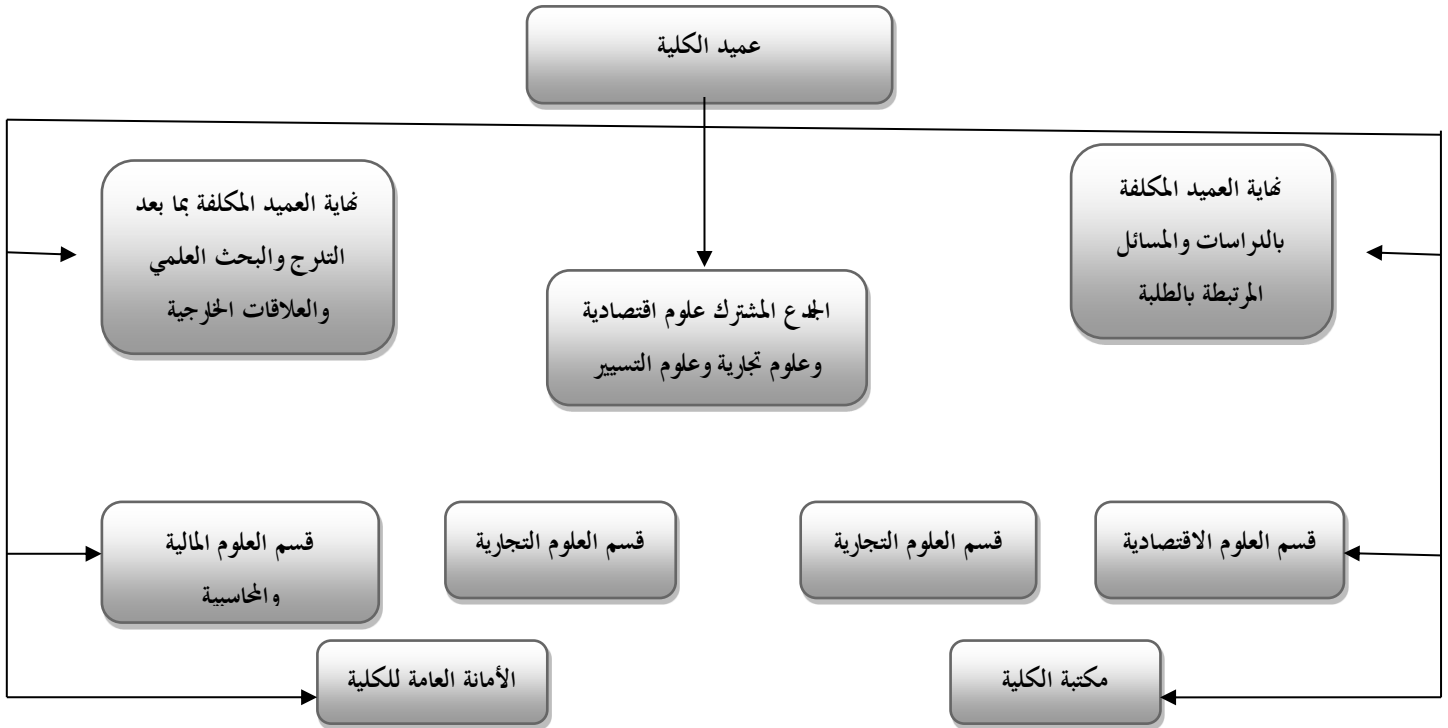 عميد الكلية
نهاية العميد المكلفة
بالدراسات والمسائل
المرتبطة بالطلبة
نهاية العميد المكلفة بما بعد
التدرج والبحث العلمي
والعلاقات الخارجية
الجدع المشترك علوم اقتصادية
وعلوم تجارية وعلوم التسيير
قسم العلوم الاقتصادية
قسم العلوم التجارية
قسم العلوم التجارية
قسم العلوم المالية
والمحاسبية
مكتبة الكلية
الأمانة العامة للكلية